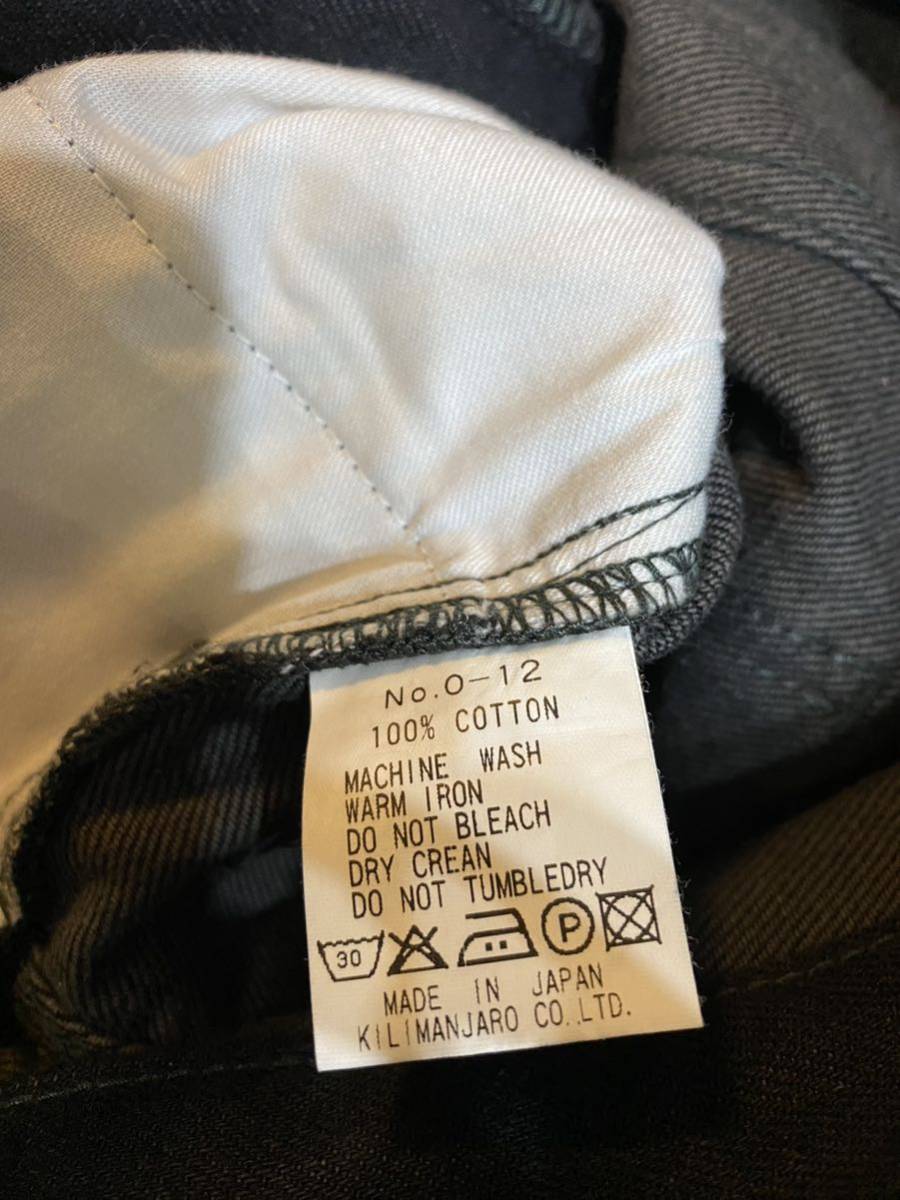 No.0-12
100% COTTON
MACHINE WASH
WARM IRON
DO NOT BLEACH
DRY CREAN
DO NOT TUMBLEDRY
30 P
MADE IN JAPAN
KILIMANJARO CO.,LTD.